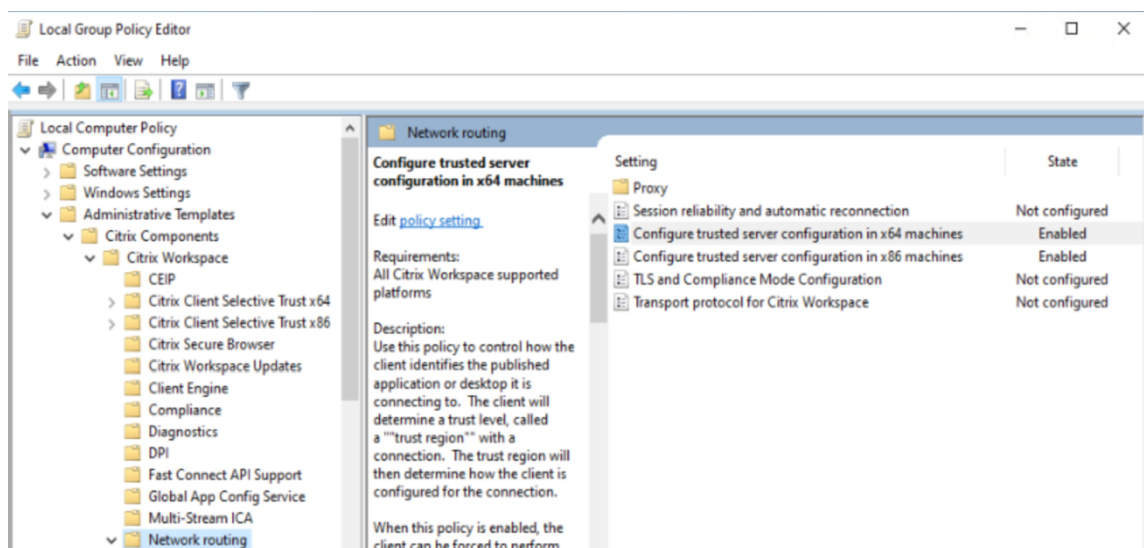 Local Group Policy Editor
File Action View Help
Local Computer Policy
Computer Configuration
Software Settings
Windows Settings
Administrative Templates
Citrix Components
Citrix Workspace
CEIP
Citrix Client Selective Trust x64
Citrix Client Selective Trust x86
Citrix Secure Browser
Citrix Workspace Updates
Client Engine
Compliance
Diagnostics
DPI
Fast Connect API Support
Global App Config Service
Multi-Stream ICA
Network routing
Network routing
Configure trusted server
configuration in x64 machines
Edit policy setting
Requirements:
All Citrix Workspace supported
platforms
Description:
Use this policy to control how the
client identifies the published
application or desktop it is
connecting to. The client will
determine a trust level, called
a ""trust region"" with a
connection. The trust region will
then determine how the client is
configured for the connection.
When this policy is enabled, the
client can be forced to perform
Setting State
Proxy
Session reliability and automatic reconnection Not configured
Configure trusted server configuration in x64 machines Enabled
Configure trusted server configuration in x86 machines Enabled
TLS and Compliance Mode Configuration Not configured
Transport protocol for Citrix Workspace Not configured